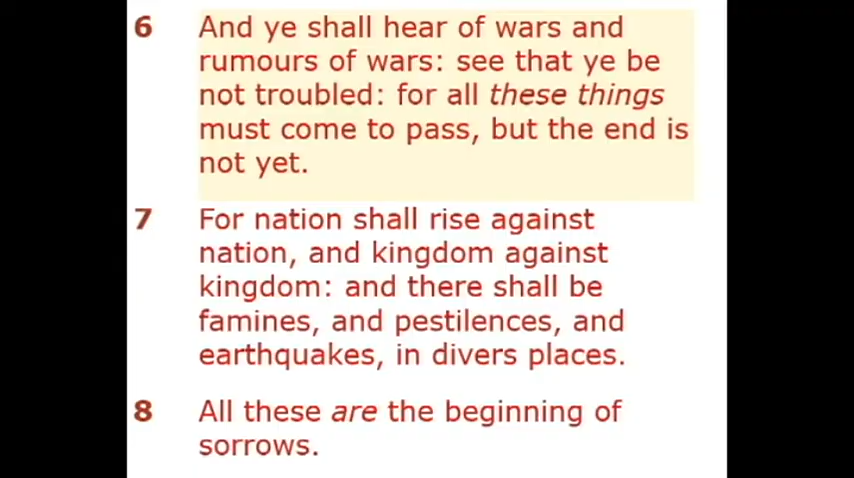 6 And ye shall hear of wars and
rumours of wars: see that ye be
not troubled: for all these things
must come to pass, but the end is
not yet.
7 For nation shall rise against
nation, and kingdom against
kingdom: and there shall be
famines, and pestilences, and
earthquakes, in divers places.
8 All these are the beginning of
sorrows.